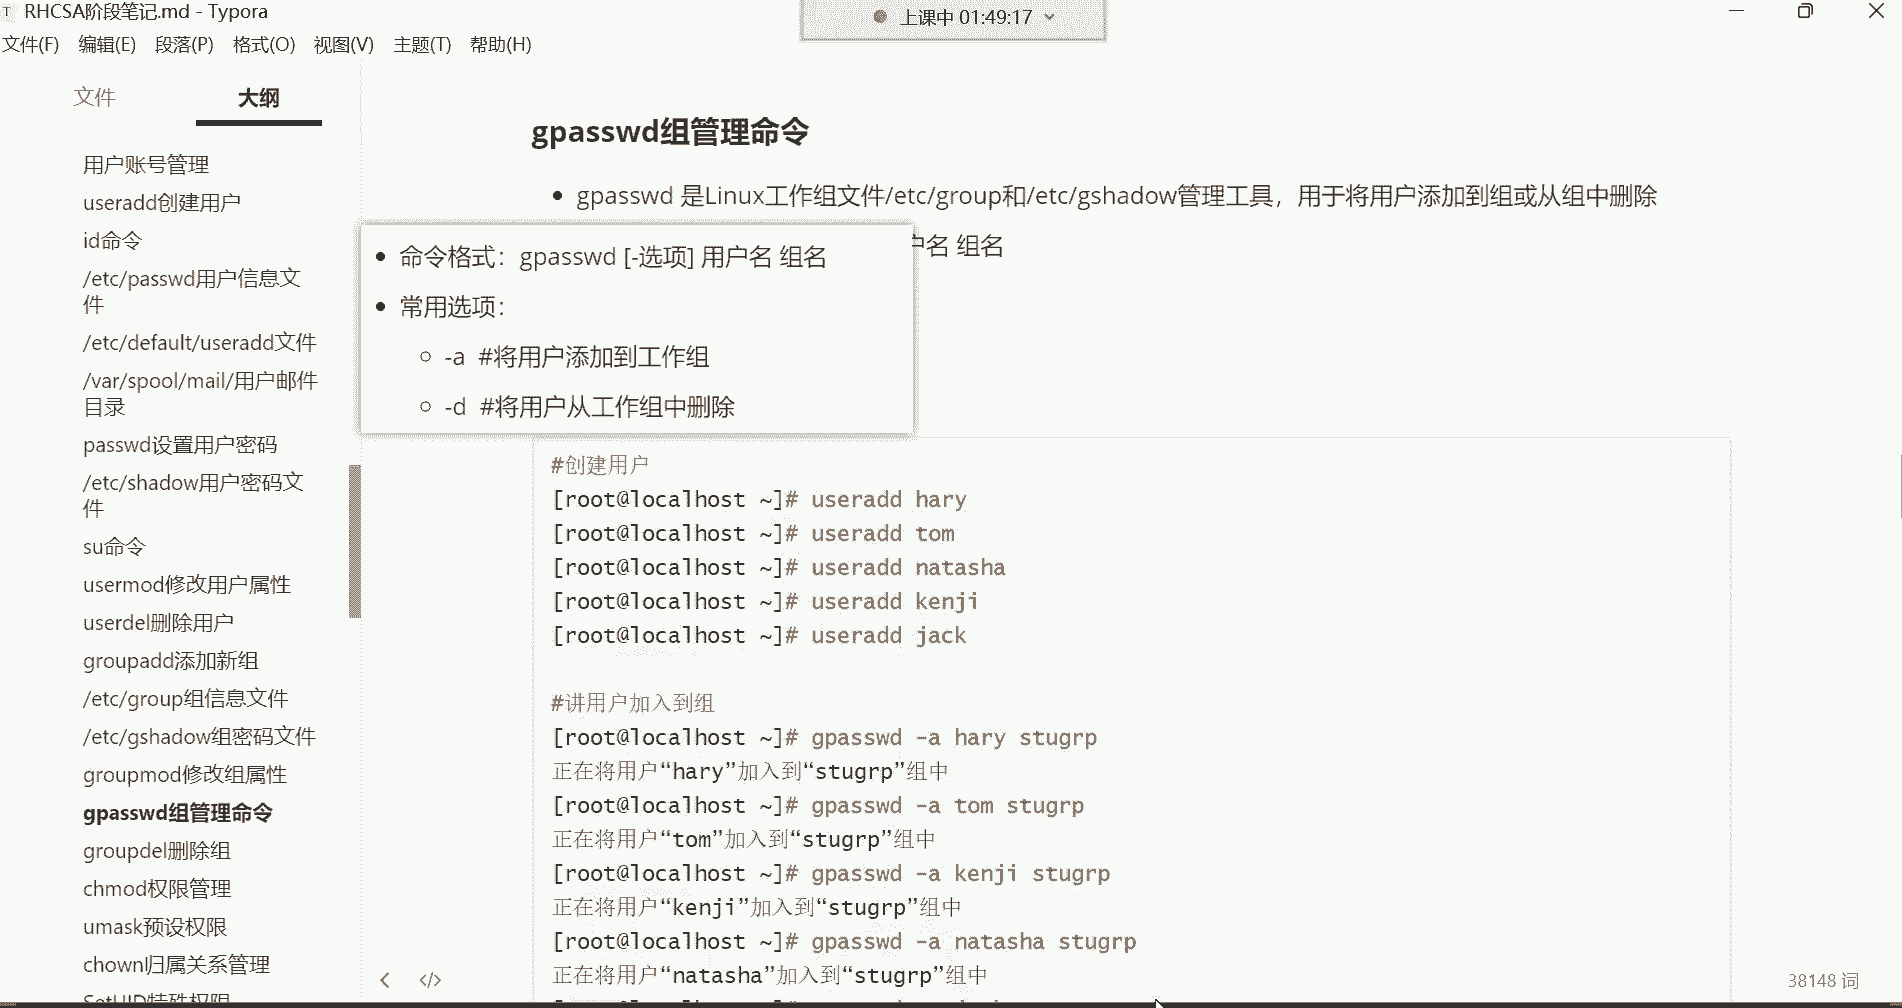 RHCSA阶段笔记.md - Typora
上课中 01:49:17
文件(F) 编辑(E) 段落(P) 格式(O) 视图(V) 主题(T) 帮助(H)
文件 大纲
用户账号管理
useradd创建用户
id命令
/etc/passwd用户信息文
件
/etc/default/useradd文件
/var/spool/mail/用户邮件
目录
passwd设置用户密码
/etc/shadow用户密码文
件
su命令
usermod修改用户属性
userdel删除用户
groupadd添加新组
/etc/group组信息文件
/etc/gshadow组密码文件
groupmod修改组属性
gpasswd组管理命令
groupdel删除组
chmod权限管理
umask预设权限
chown归属关系管理
SetUID特殊权限
gpasswd组管理命令
gpasswd 是Linux工作组文件/etc/group和/etc/gshadow管理工具，用于将用户添加到组或从组中删除
户名 组名
命令格式：gpasswd [-选项] 用户名 组名
常用选项：
-a #将用户添加到工作组
-d #将用户从工作组中删除
#创建用户
[root@localhost ~]# useradd hary
[root@localhost ~]# useradd tom
[root@localhost ~]# useradd natasha
[root@localhost ~]# useradd kenji
[root@localhost ~]# useradd jack
#讲用户加入到组
[root@localhost ~]# gpasswd -a hary stugrp
正在将用户“hary”加入到“stugrp”组中
[root@localhost ~]# gpasswd -a tom stugrp
正在将用户“tom”加入到“stugrp”组中
[root@localhost ~]# gpasswd -a kenji stugrp
正在将用户“kenji”加入到“stugrp”组中
[root@localhost ~]# gpasswd -a natasha stugrp
正在将用户“natasha”加入到“stugrp”组中
38148 词